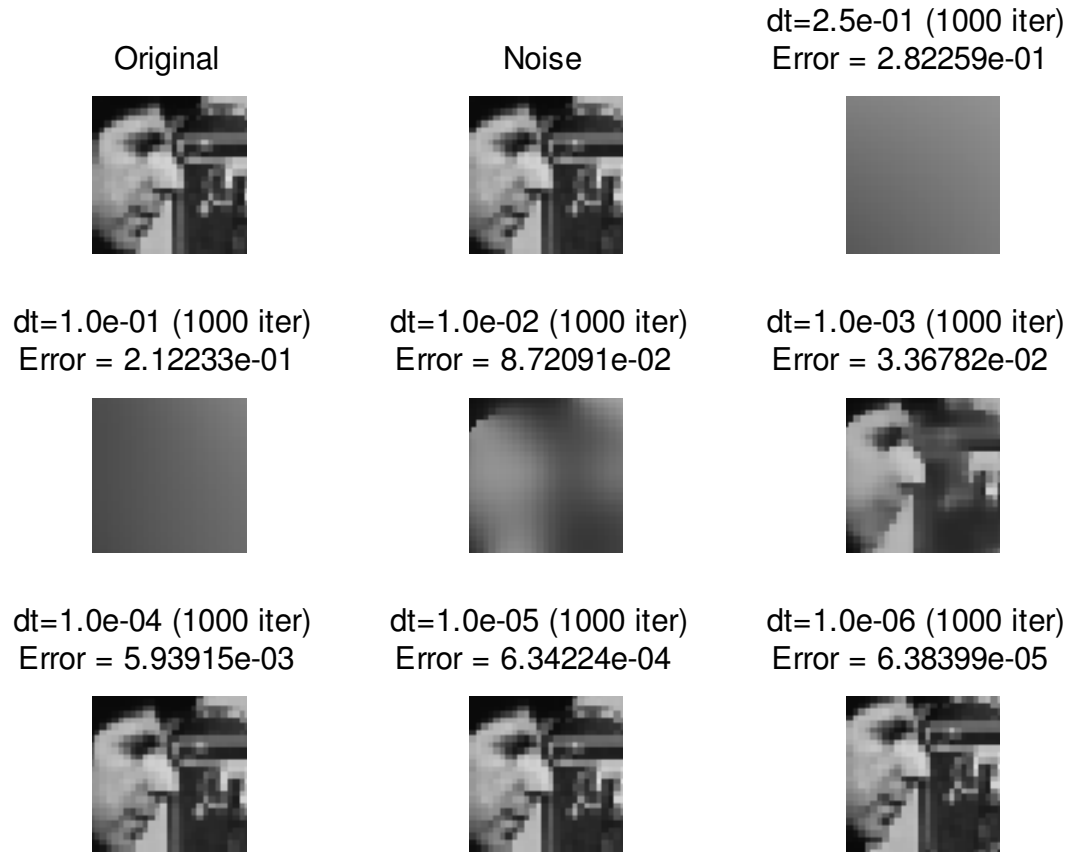 Original
Noise
dt=2.5e-01 (1000 iter)
Error = 2.82259e-01
dt=1.0e-01 (1000 iter)
Error = 2.12233e-01
dt=1.0e-02 (1000 iter)
Error = 8.72091e-02
dt=1.0e-03 (1000 iter)
Error = 3.36782e-02
dt=1.0e-04 (1000 iter)
Error = 5.93915e-03
dt=1.0e-05 (1000 iter)
Error = 6.34224e-04
dt=1.0e-06 (1000 iter)
Error = 6.38399e-05